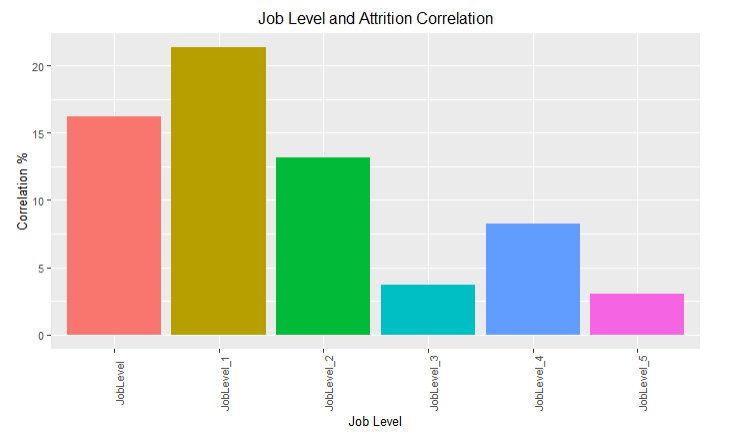 Job Level and Attrition Correlation
Correlation %
20
15
10
5
0
JobLevel
JobLevel_1
JobLevel_2
JobLevel_3
JobLevel_4
JobLevel_5
Job Level